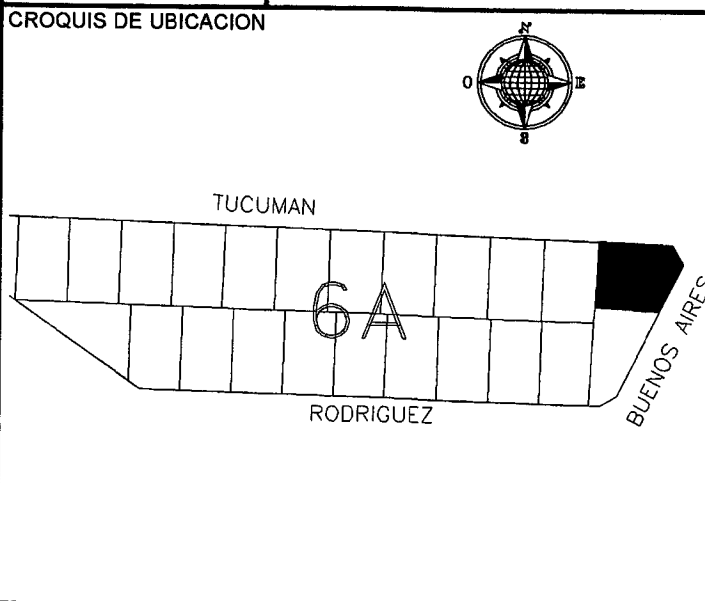 CROQUIS DE UBICACION
N
O
E
S
TUCUMAN
6A
BUENOS AIRES
RODRIGUEZ